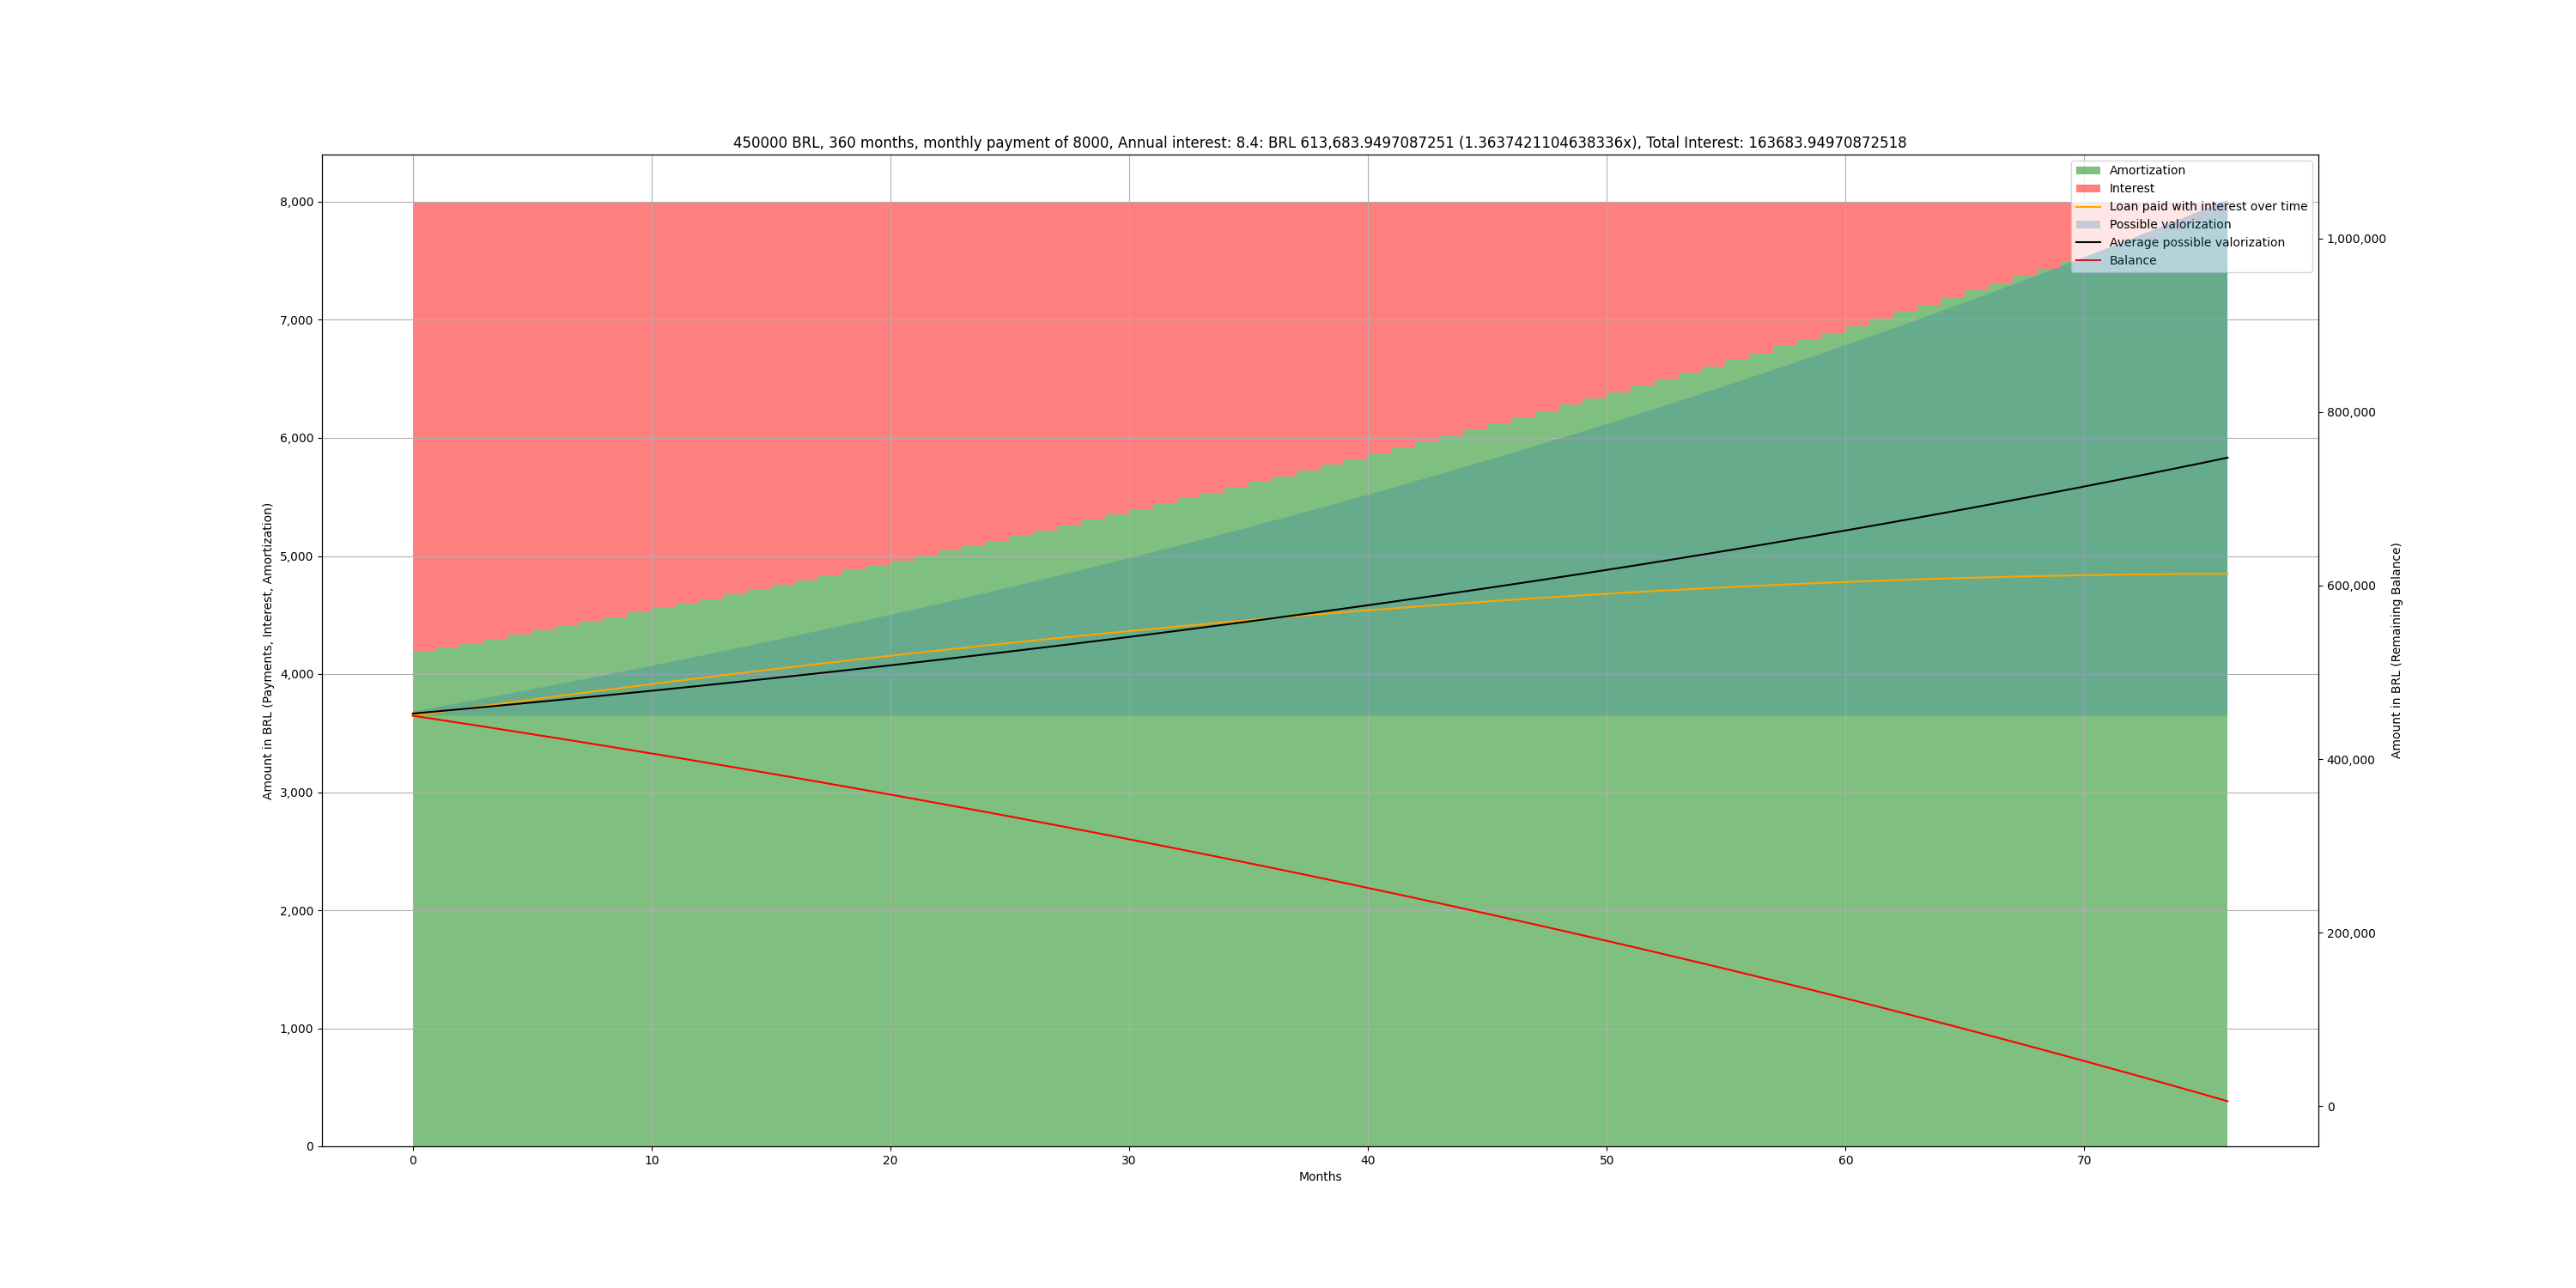 450000 BRL, 360 months, monthly payment of 8000, Annual interest: 8.4: BRL 613,683.9497087251 (1.3637421104638336x), Total Interest: 163683.94970872518
Amortization
Interest
Loan paid with interest over time
Possible valorization
Average possible valorization
Balance
8,000
7,000
6,000
5,000
4,000
3,000
2,000
1,000
0
Amount in BRL (Payments, Interest, Amortization)
1,000,000
800,000
600,000
400,000
200,000
0
Amount in BRL (Remaining Balance)
0 10 20 30 40 50 60 70
Months